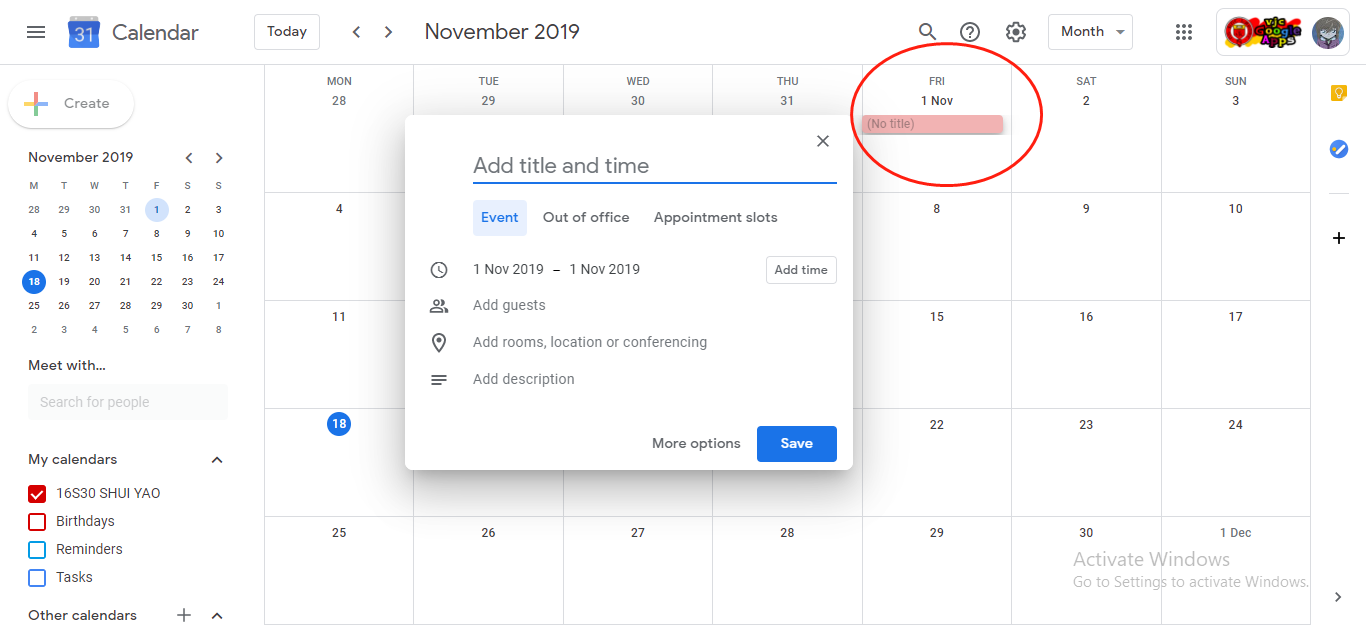 31 Calendar Today November 2019 Month vjc Google Apps
Create
November 2019
M T W T F S S
28 29 30 31 1 2 3
4 5 6 7 8 9 10
11 12 13 14 15 16 17
18 19 20 21 22 23 24
25 26 27 28 29 30 1
2 3 4 5 6 7 8
Meet with...
Search for people
My calendars
16S30 SHUI YAO
Birthdays
Reminders
Tasks
Other calendars
MON TUE WED THU FRI SAT SUN
28 29 30 31 1 Nov 2 3
(No title)
Add title and time
Event Out of office Appointment slots
1 Nov 2019 – 1 Nov 2019 Add time
Add guests
Add rooms, location or conferencing
Add description
More options Save
4 8 9 10
11 15 16 17
18 22 23 24
25 26 27 28 29 30 1 Dec
Activate Windows
Go to Settings to activate Windows.